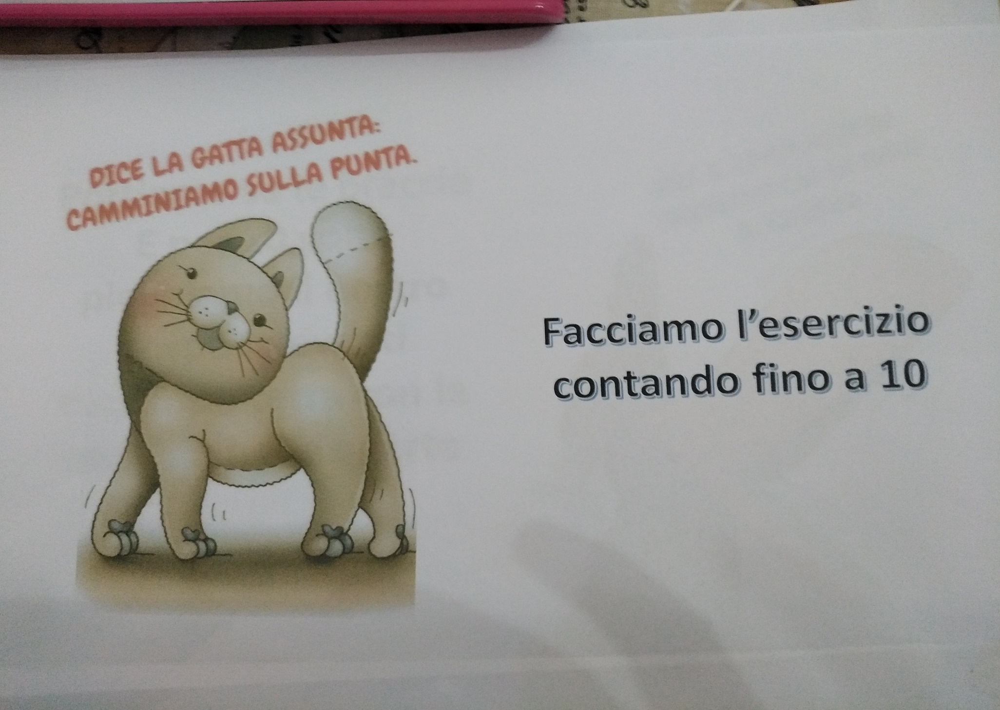 DICE LA GATTA ASSUNTA:
CAMMINIAMO SULLA PUNTA.
Facciamo l'esercizio
contando fino a 10